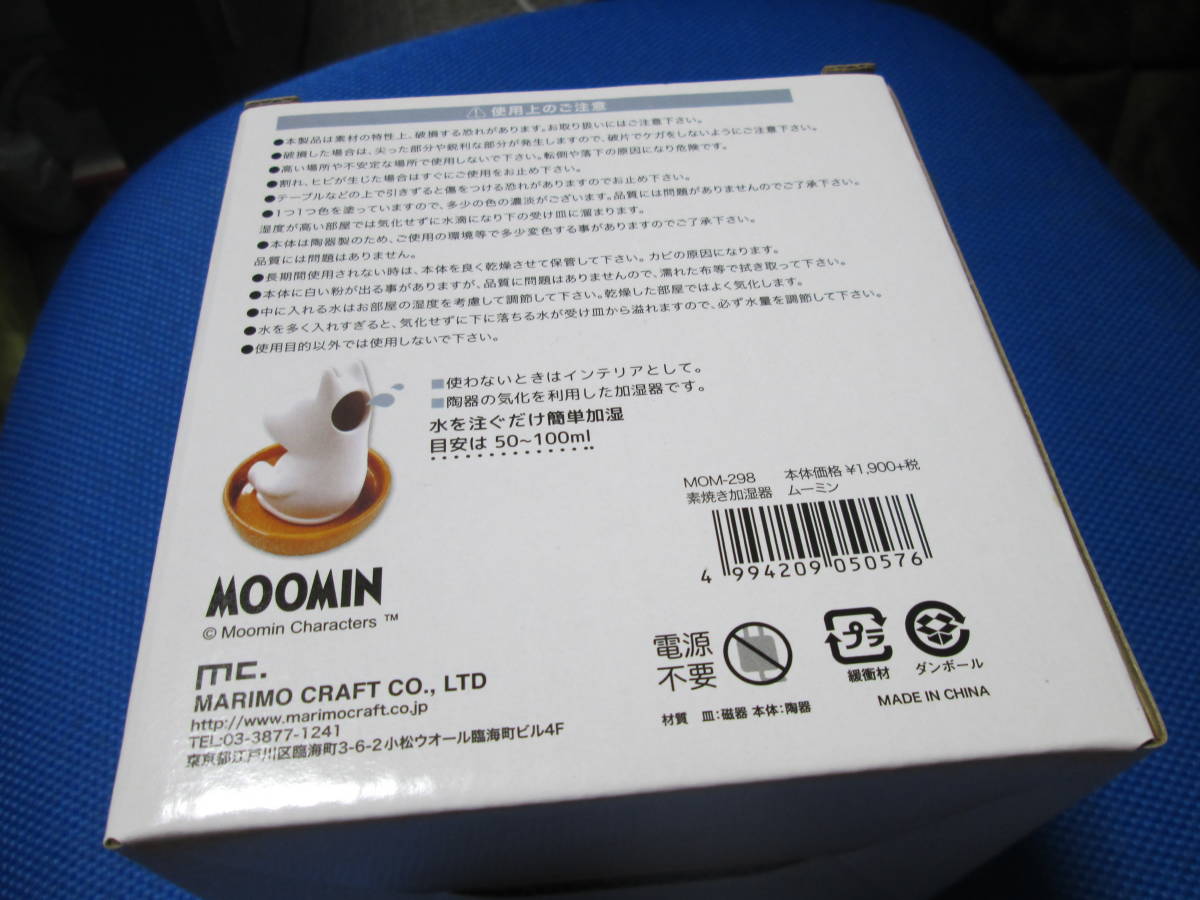 ⚠ 使用上のご注意
●本製品は素材の特性上、破損する恐れがあります。お取り扱いにはご注意下さい。
●破損した場合は、尖った部分や鋭利な部分が発生しますので、破片でケガをしないようにご注意下さい。
●高い場所や不安定な場所で使用しないで下さい。転倒や落下の原因になり危険です。
●割れ、ヒビが生じた場合はすぐにご使用をお止め下さい。
●テーブルなどの上で引きずると傷をつける恐れがありますのでお止め下さい。
●1つ1つ色を塗っていますので、多少の色の濃淡がございます。品質には問題がありませんのでご了承下さい。
湿度が高い部屋では気化せずに水滴になり下の受け皿に溜まります。
●本体は陶器製のため、ご使用の環境等で多少変色する事がありますのでご了承下さい。
品質には問題はありません。
●長期間使用されない時は、本体を良く乾燥させて保管して下さい。カビの原因になります。
●本体に白い粉が出る事がありますが、品質に問題はありませんので、濡れた布等で拭き取って下さい。
●中に入れる水はお部屋の湿度を考慮して調節して下さい。乾燥した部屋ではよく気化します。
●水を多く入れすぎると、気化せずに下に落ちる水が受け皿から溢れますので、必ず水量を調節して下さい。
●使用目的以外では使用しないで下さい。
■使わないときはインテリアとして。
■陶器の気化を利用した加湿器です。
水を注ぐだけ簡単加湿
目安は 50~100ml
MOM-298 本体価格 ¥1,900+税
素焼き加湿器 ムーミン
4 994209 050576
MOOMIN
© Moomin Characters ™
mc.
MARIMO CRAFT CO., LTD
http://www.marimocraft.co.jp
TEL:03-3877-1241
東京都江戸川区臨海町3-6-2小松ウオール臨海町ビル4F
電源
不要
プラ
緩衝材
ダンボール
材質 皿:磁器 本体:陶器
MADE IN CHINA